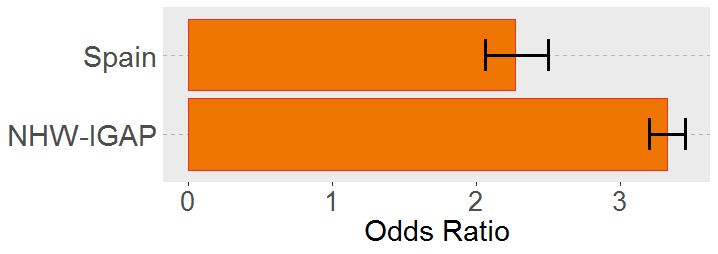 Spain
NHW-IGAP
0 1 2 3
Odds Ratio